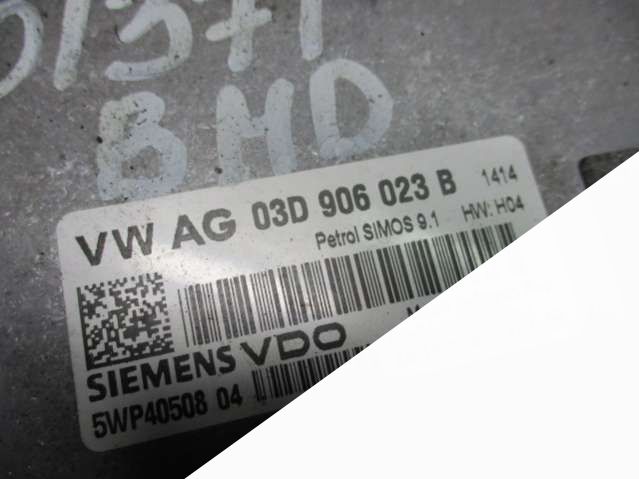 BMD
VW AG 03D 906 023 B 1414
Petrol SIMOS 9.1 HW: H04
SIEMENS VDO
5WP40508 04